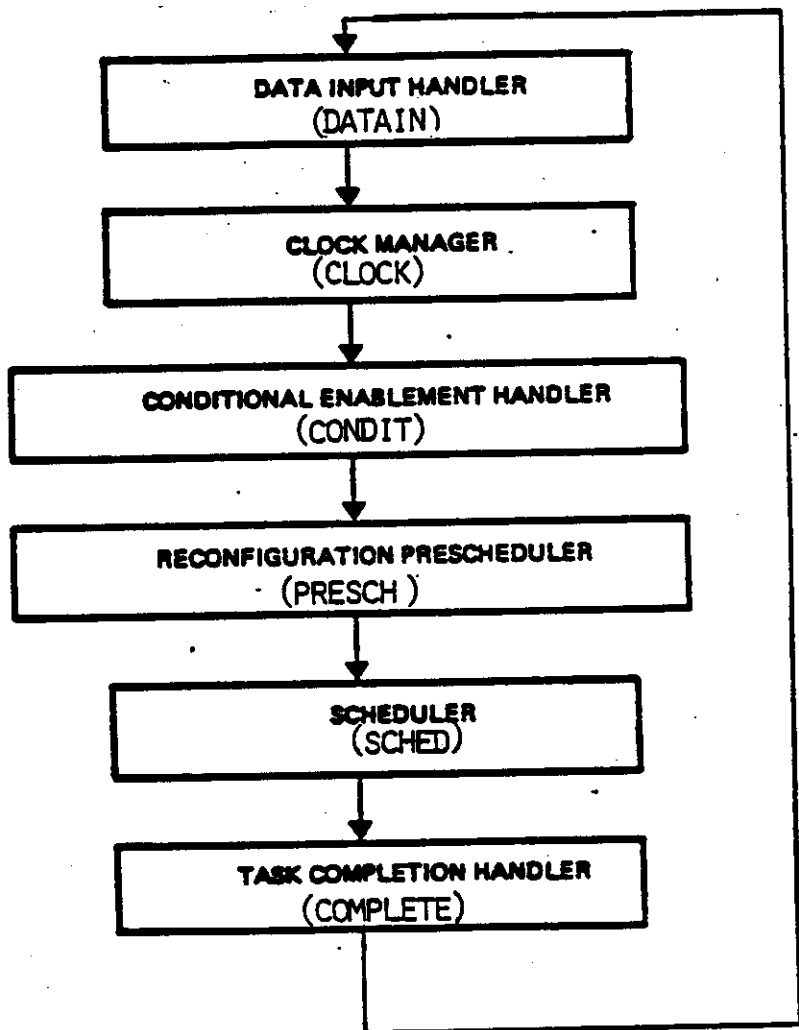 DATA INPUT HANDLER
(DATAIN)
CLOCK MANAGER
(CLOCK)
CONDITIONAL ENABLEMENT HANDLER
(CONDIT)
RECONFIGURATION PRESCHEDULER
(PRESCH )
SCHEDULER
(SCHED)
TASK COMPLETION HANDLER
(COMPLETE)